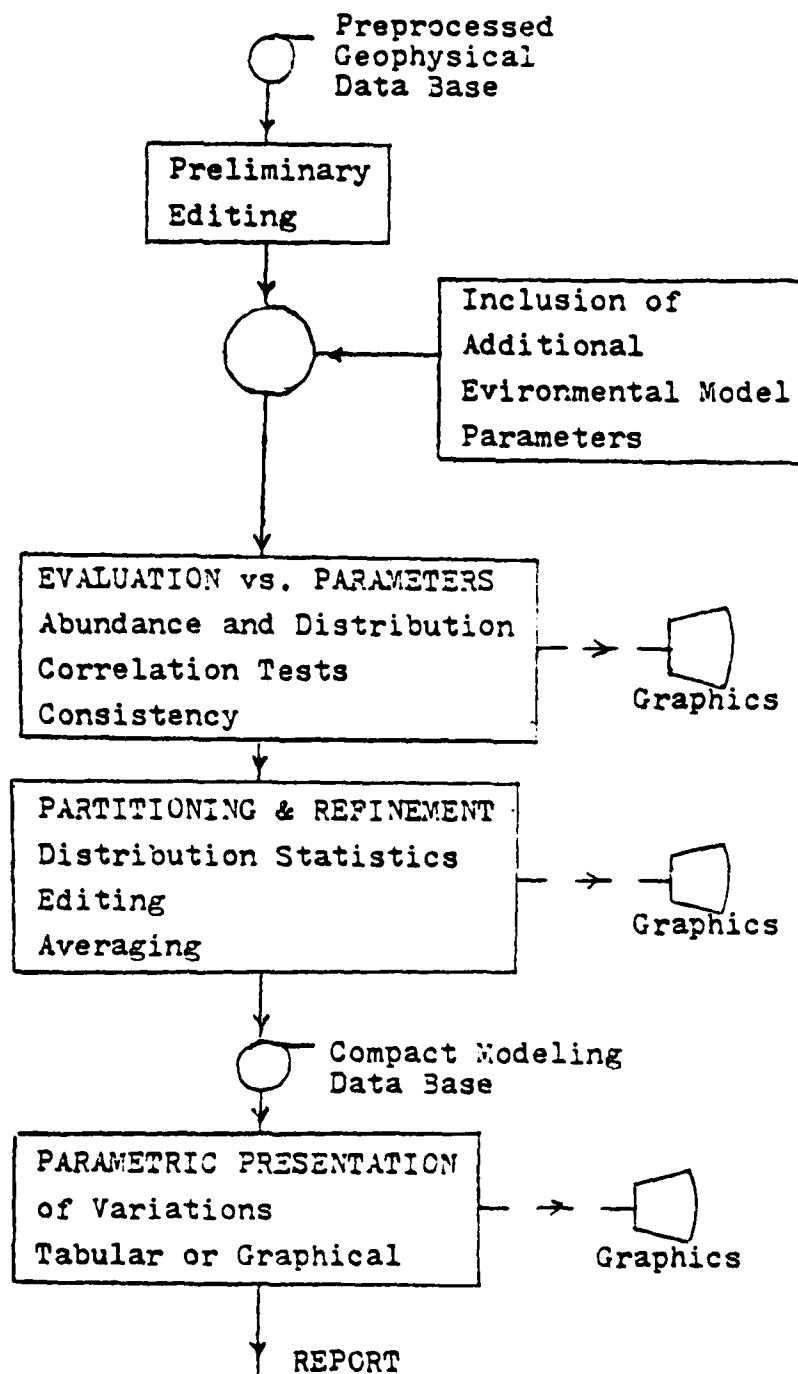 Preprocessed
Geophysical
Data Base
Preliminary
Editing
Inclusion of
Additional
Evironmental Model
Parameters
EVALUATION vs. PARAMETERS
Abundance and Distribution
Correlation Tests
Consistency
Graphics
PARTITIONING & REFINEMENT
Distribution Statistics
Editing
Averaging
Graphics
Compact Modeling
Data Base
PARAMETRIC PRESENTATION
of Variations
Tabular or Graphical
Graphics
REPORT